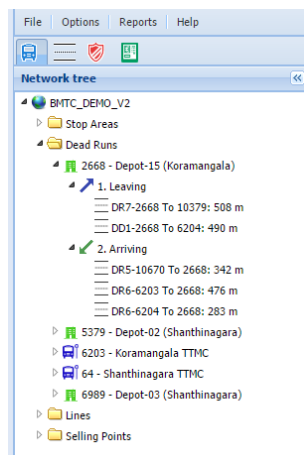 File Options Reports Help
Network tree
BMTC_DEMO_V2
Stop Areas
Dead Runs
2668 - Depot-15 (Koramangala)
1. Leaving
DR7-2668 To 10379: 508 m
DD1-2668 To 6204: 490 m
2. Arriving
DR5-10670 To 2668: 342 m
DR6-6203 To 2668: 476 m
DR6-6204 To 2668: 283 m
5379 - Depot-02 (Shanthinagara)
6203 - Koramangala TTMC
64 - Shanthinagara TTMC
6989 - Depot-03 (Shanthinagara)
Lines
Selling Points